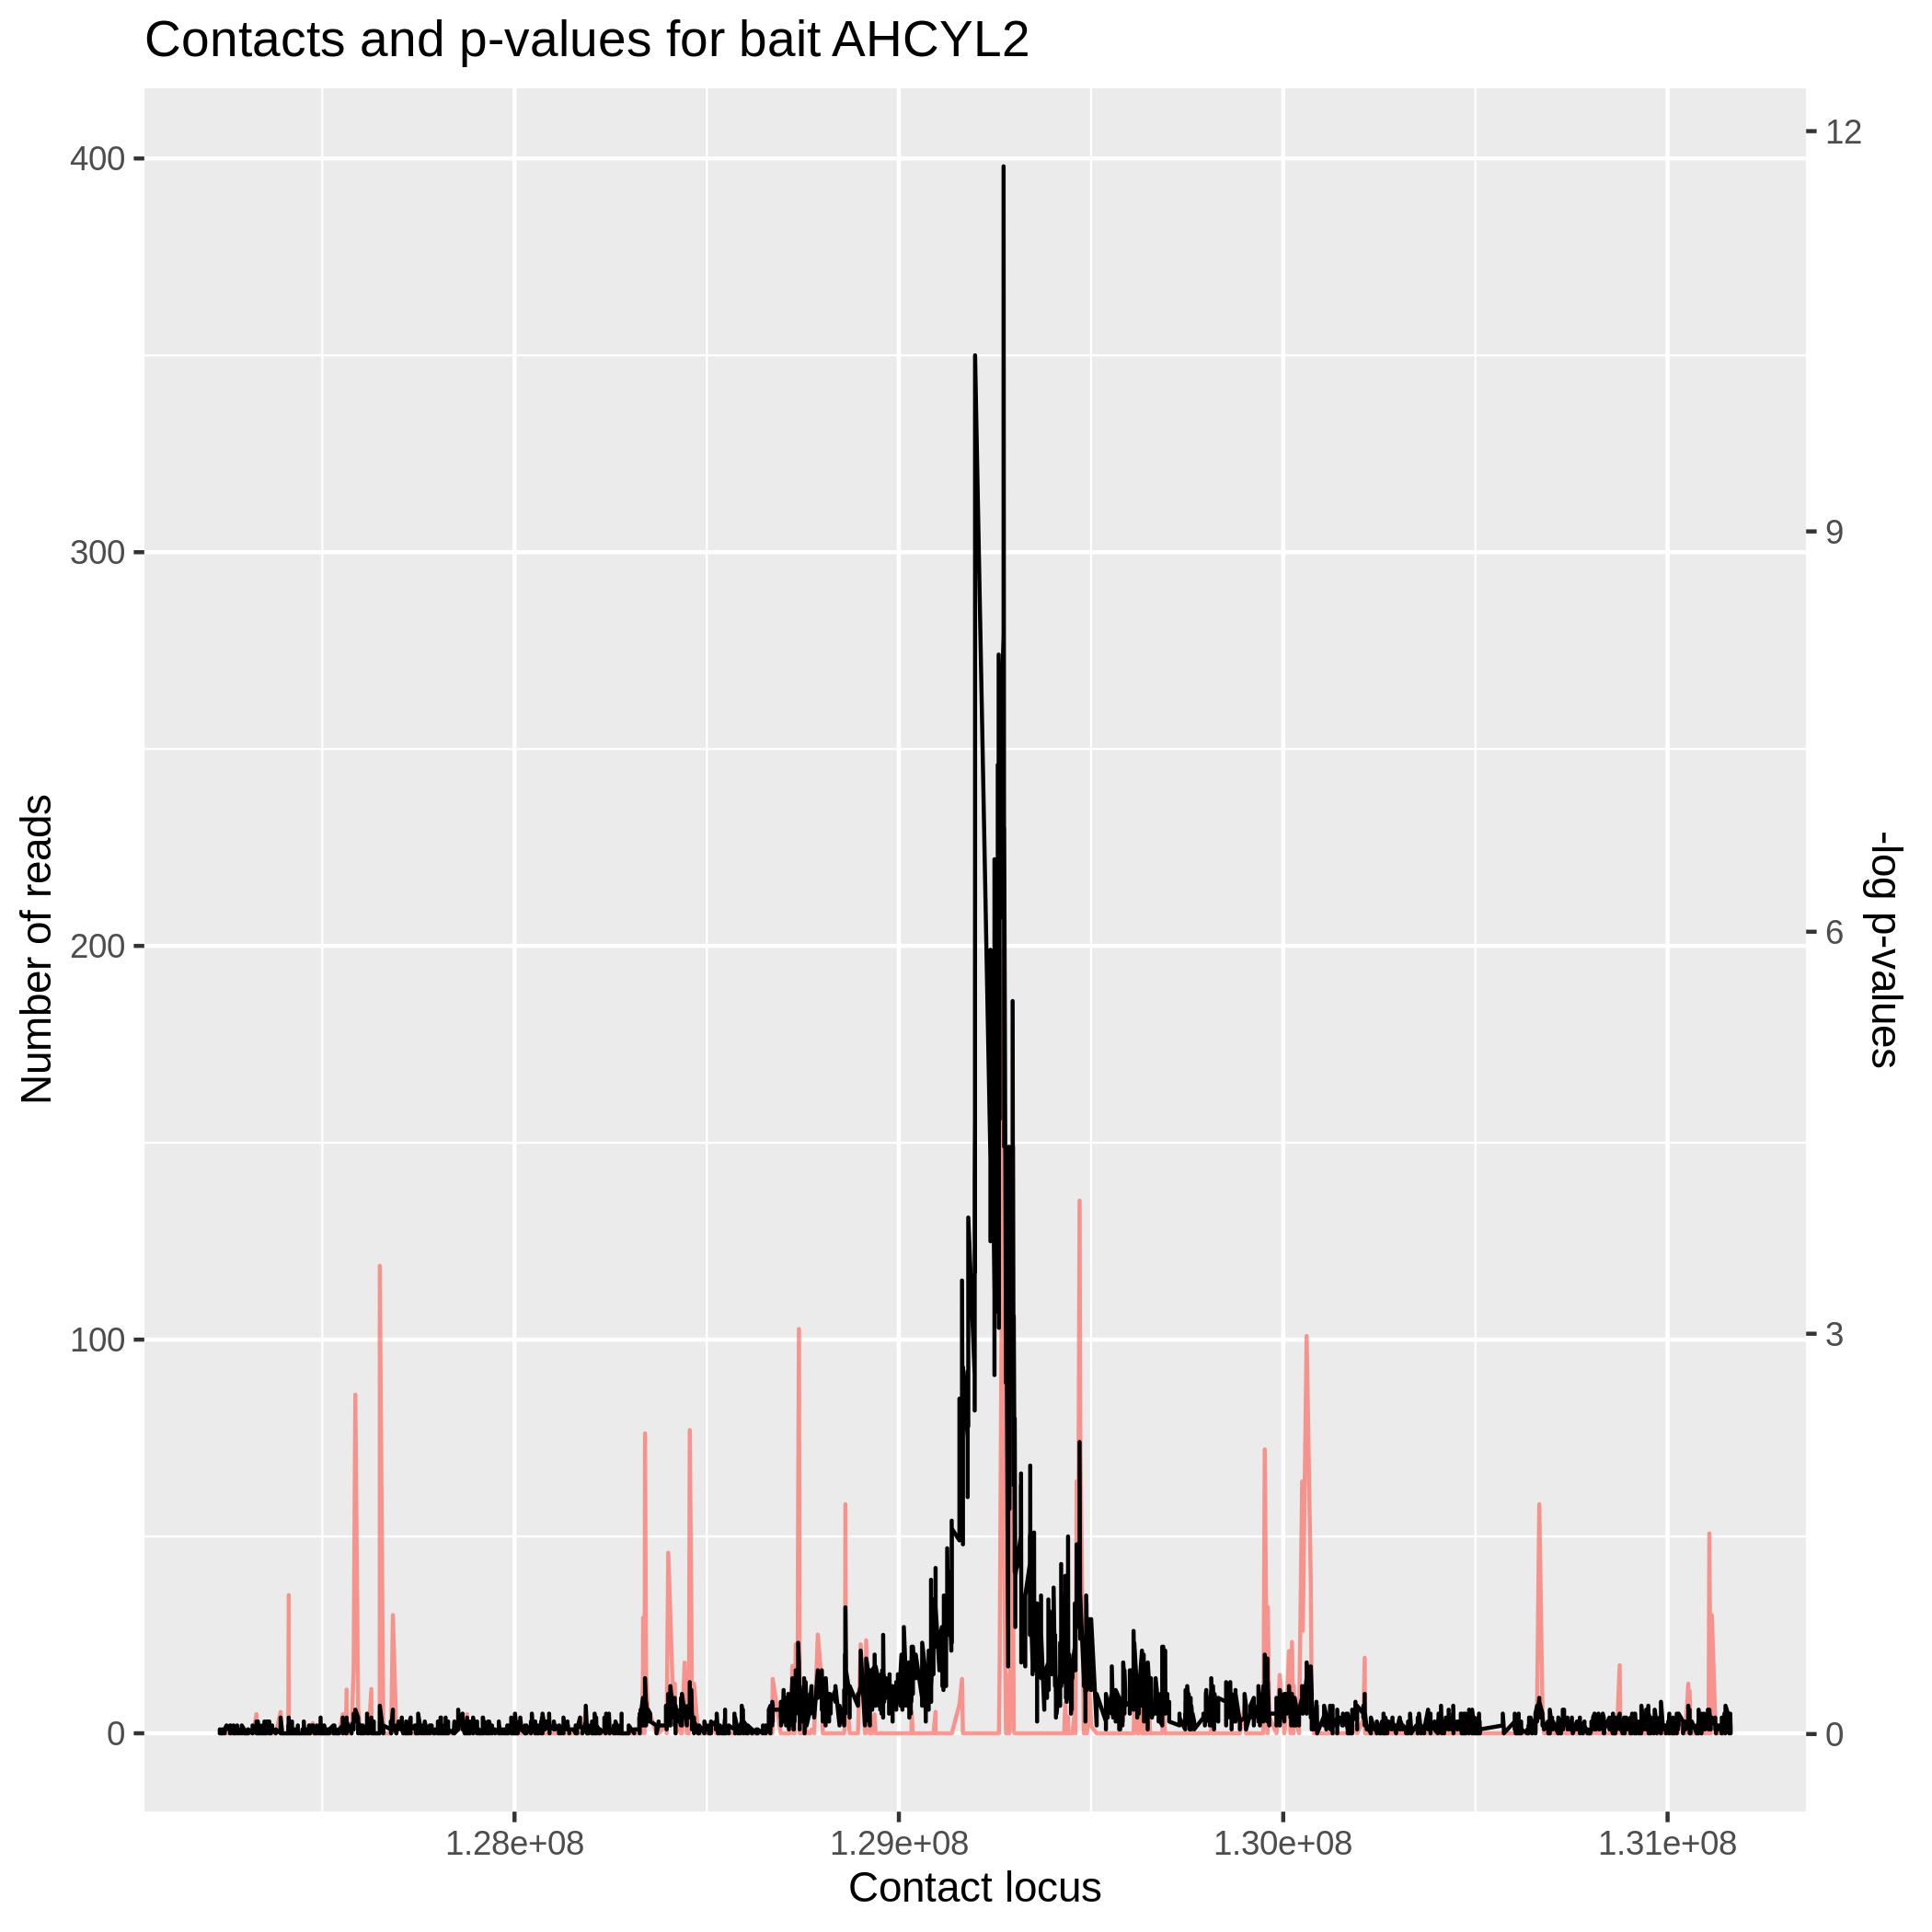 Contacts and p-values for bait AHCYL2
400
300
200
100
0
12
9
6
3
0
Number of reads
-log p-values
1.28e+08
1.29e+08
1.30e+08
1.31e+08
Contact locus